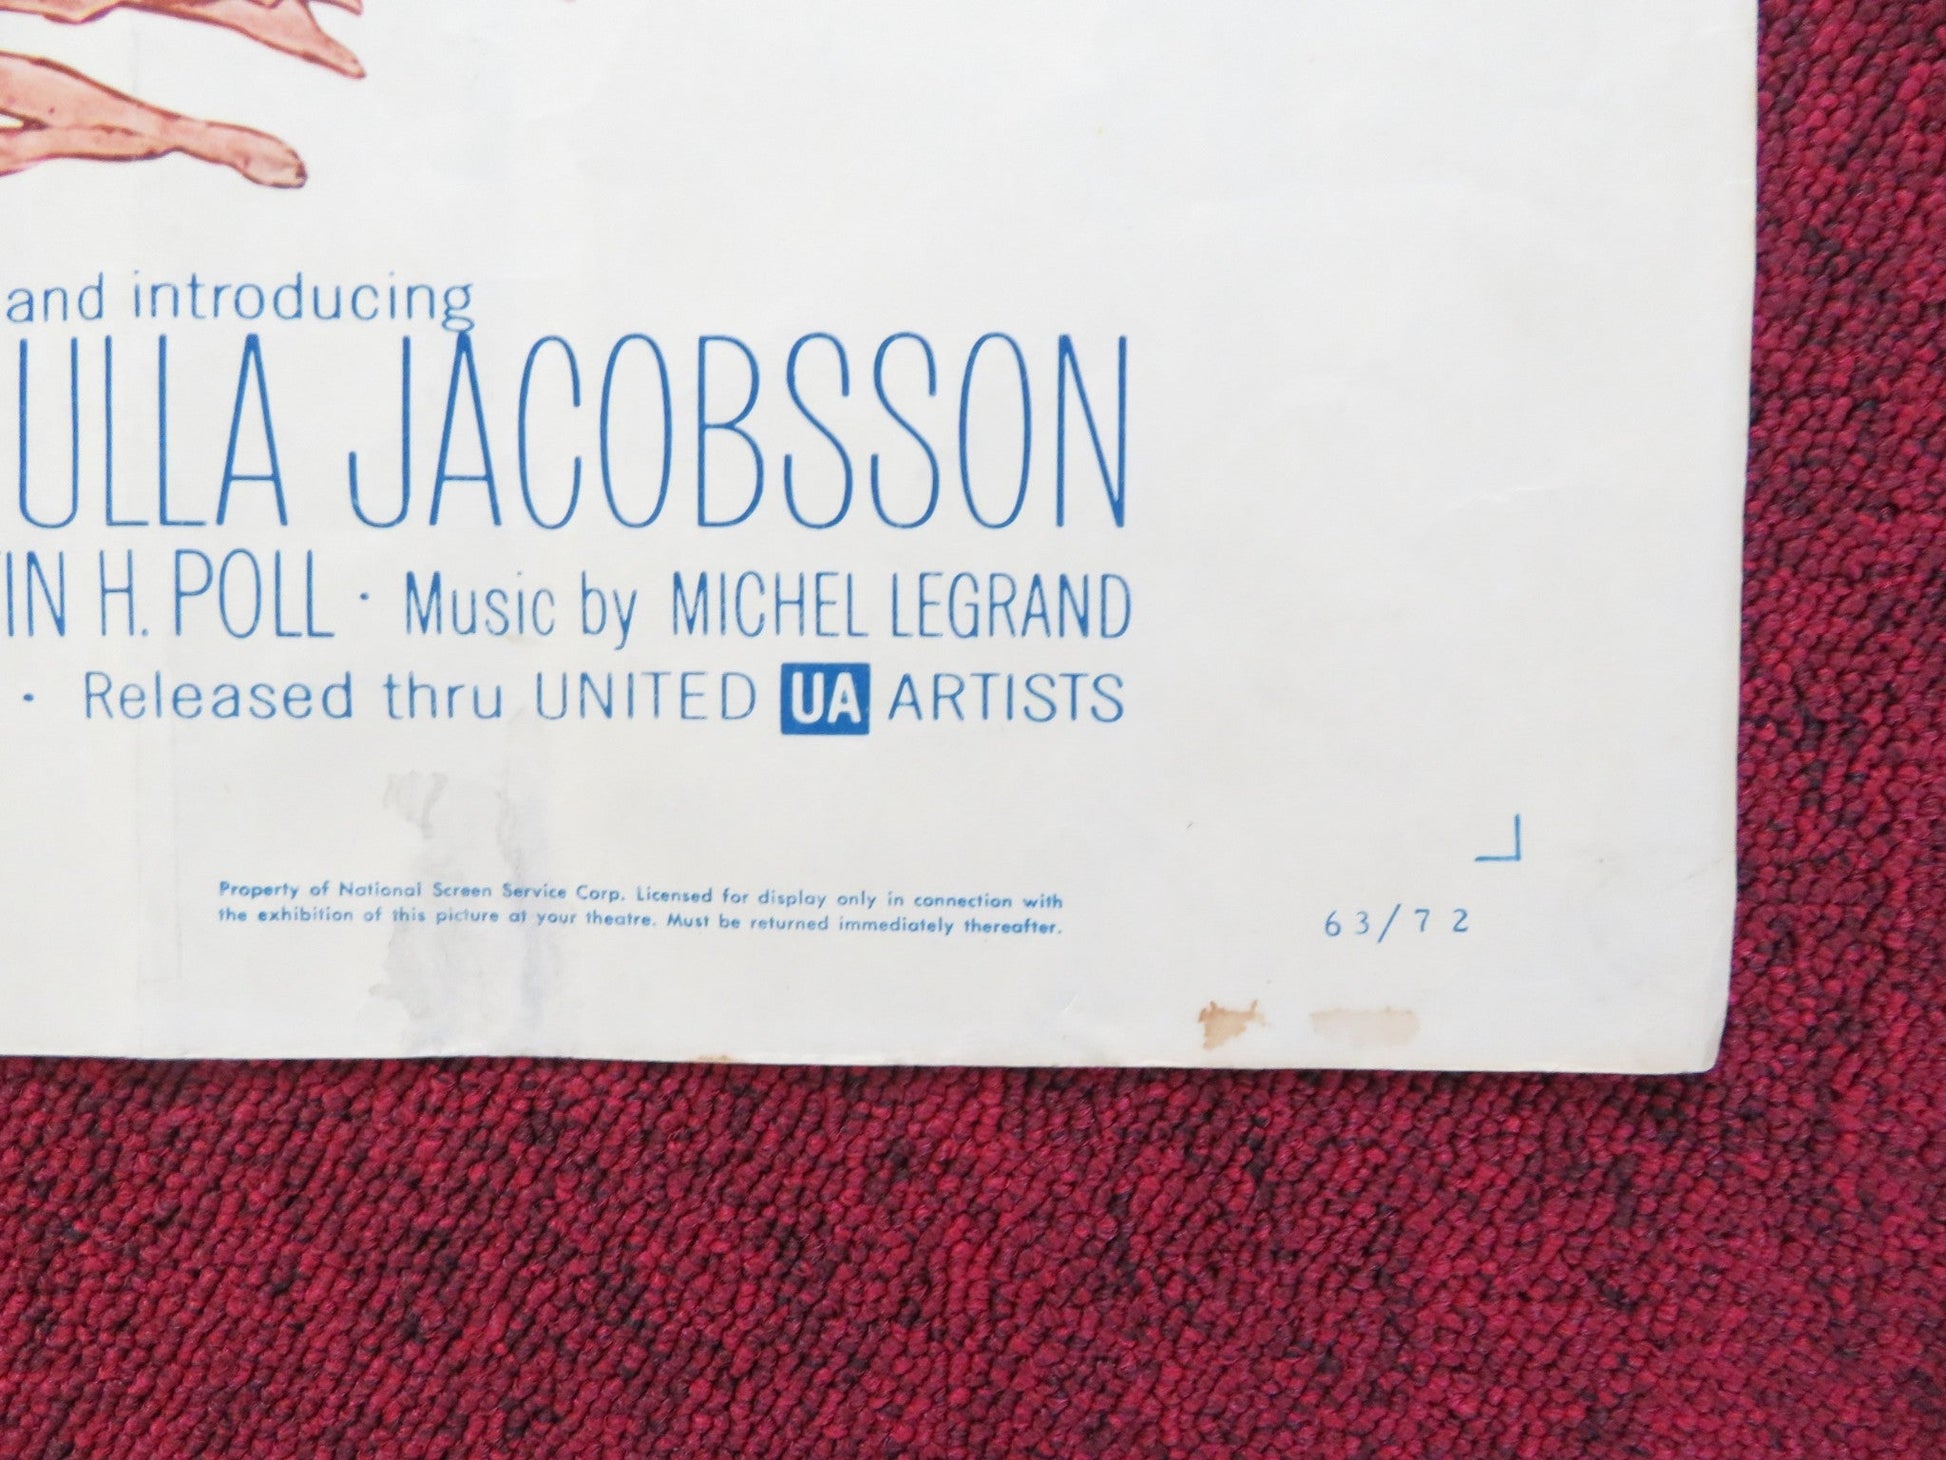 and introducing
ULLA JACOBSSON
IN H. POLL · Music by MICHEL LEGRAND
· Released thru UNITED UA ARTISTS
Property of National Screen Service Corp. Licensed for display only in connection with
the exhibition of this picture at your theatre. Must be returned immediately thereafter.
63/72